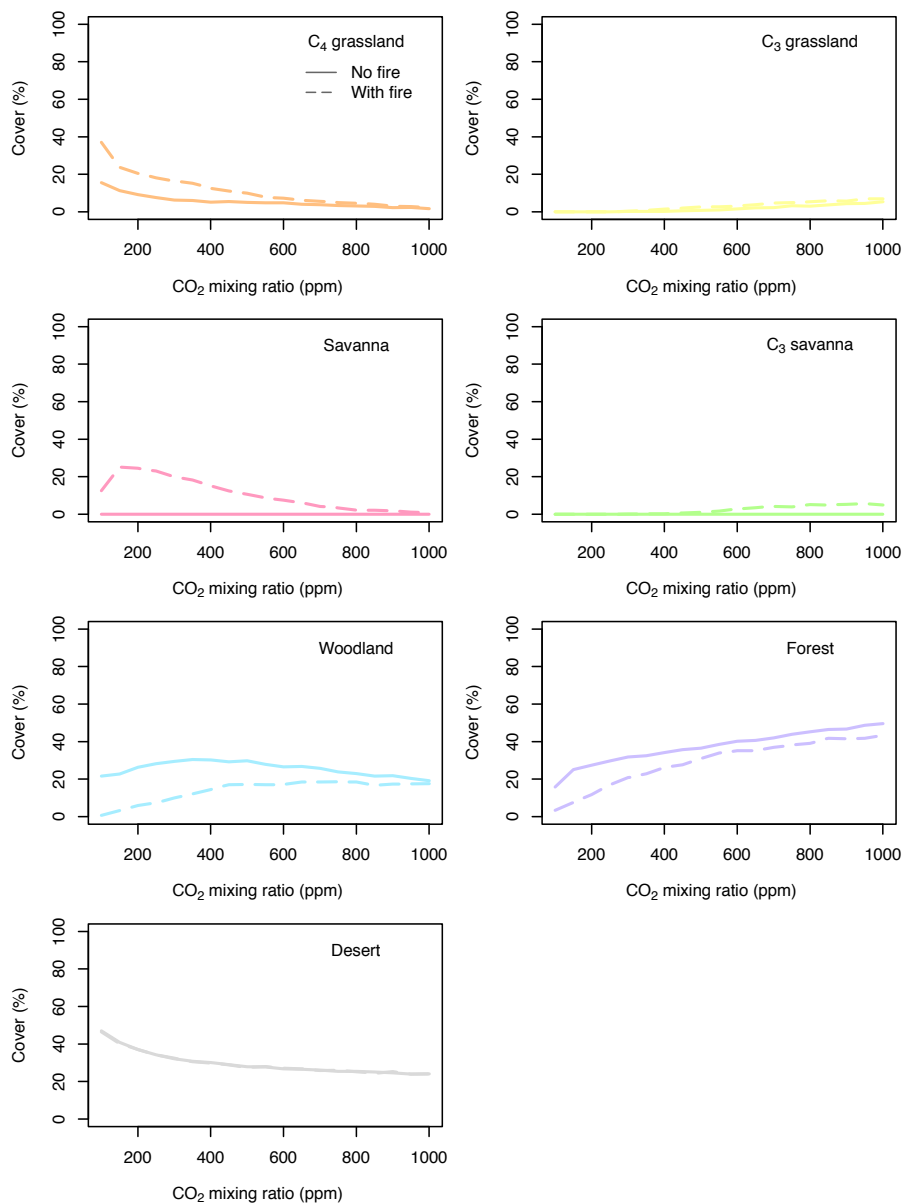 C4 grassland
No fire
With fire
Cover (%)
0 20 40 60 80 100
200 400 600 800 1000
CO2 mixing ratio (ppm)
C3 grassland
Cover (%)
0 20 40 60 80 100
200 400 600 800 1000
CO2 mixing ratio (ppm)
Savanna
Cover (%)
0 20 40 60 80 100
200 400 600 800 1000
CO2 mixing ratio (ppm)
C3 savanna
Cover (%)
0 20 40 60 80 100
200 400 600 800 1000
CO2 mixing ratio (ppm)
Woodland
Cover (%)
0 20 40 60 80 100
200 400 600 800 1000
CO2 mixing ratio (ppm)
Forest
Cover (%)
0 20 40 60 80 100
200 400 600 800 1000
CO2 mixing ratio (ppm)
Desert
Cover (%)
0 20 40 60 80 100
200 400 600 800 1000
CO2 mixing ratio (ppm)